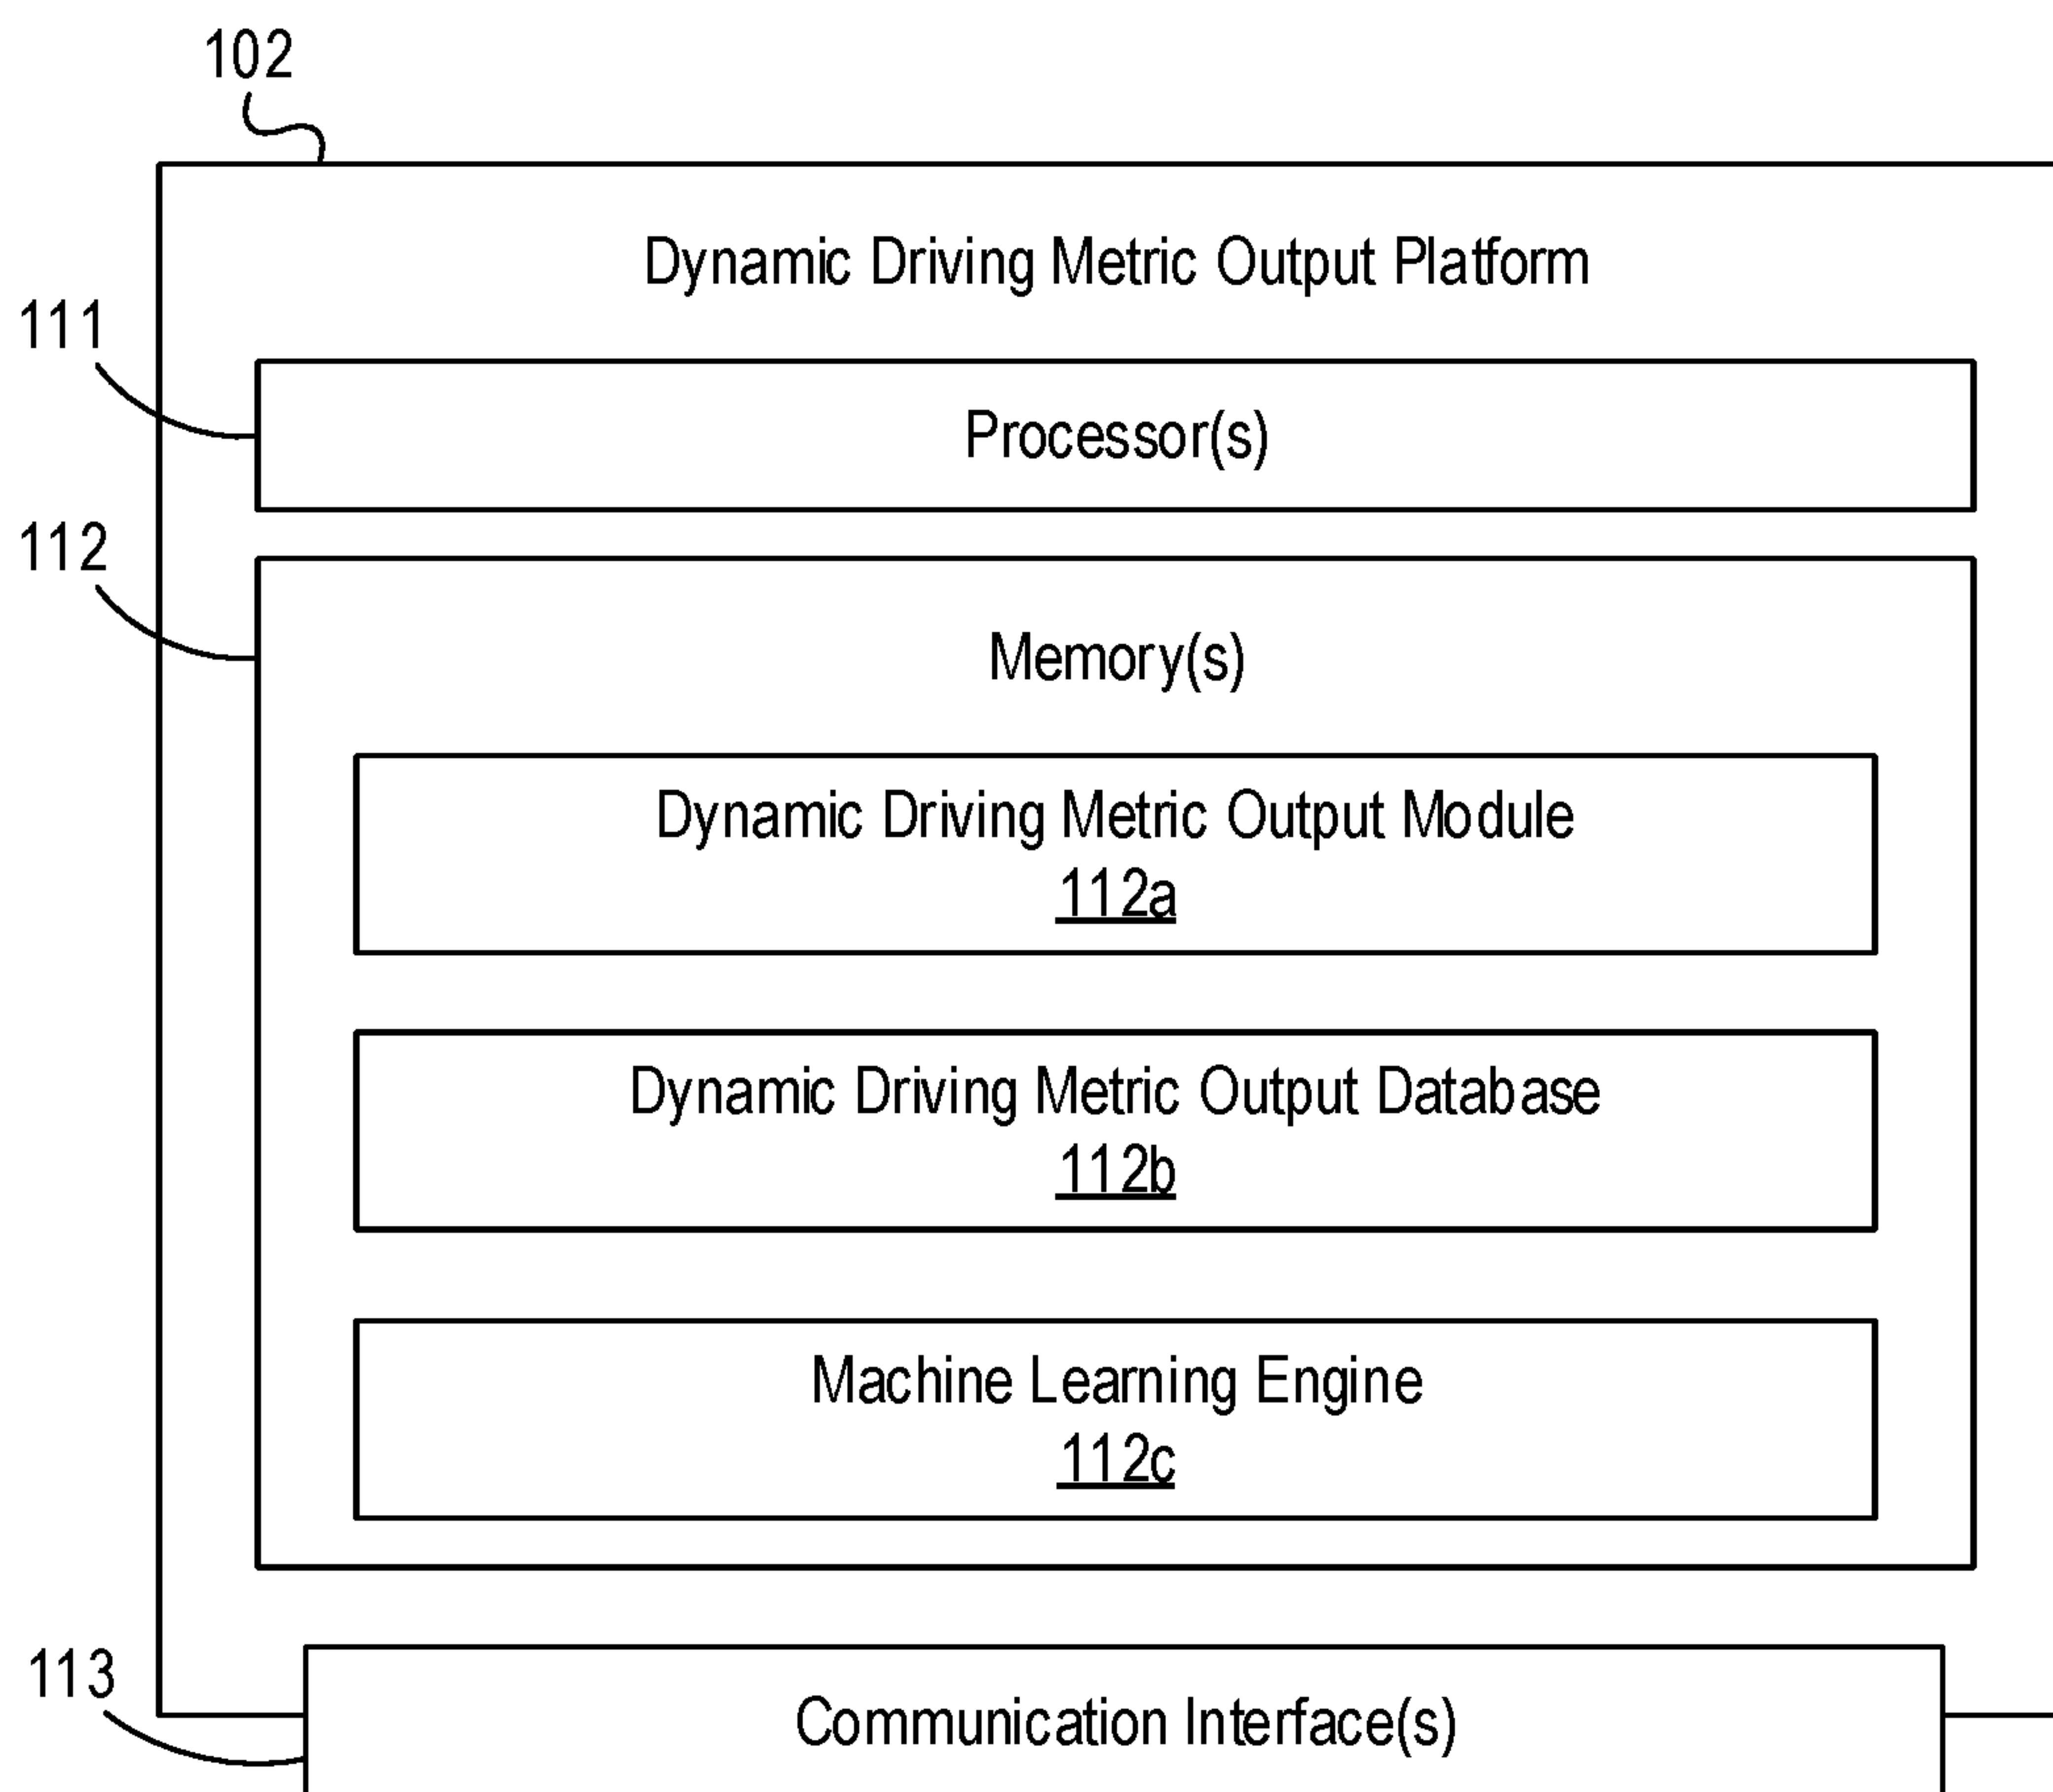 102
Dynamic Driving Metric Output Platform
111
Processor(s)
112
Memory(s)
Dynamic Driving Metric Output Module
112a
Dynamic Driving Metric Output Database
112b
Machine Learning Engine
112c
113
Communication Interface(s)